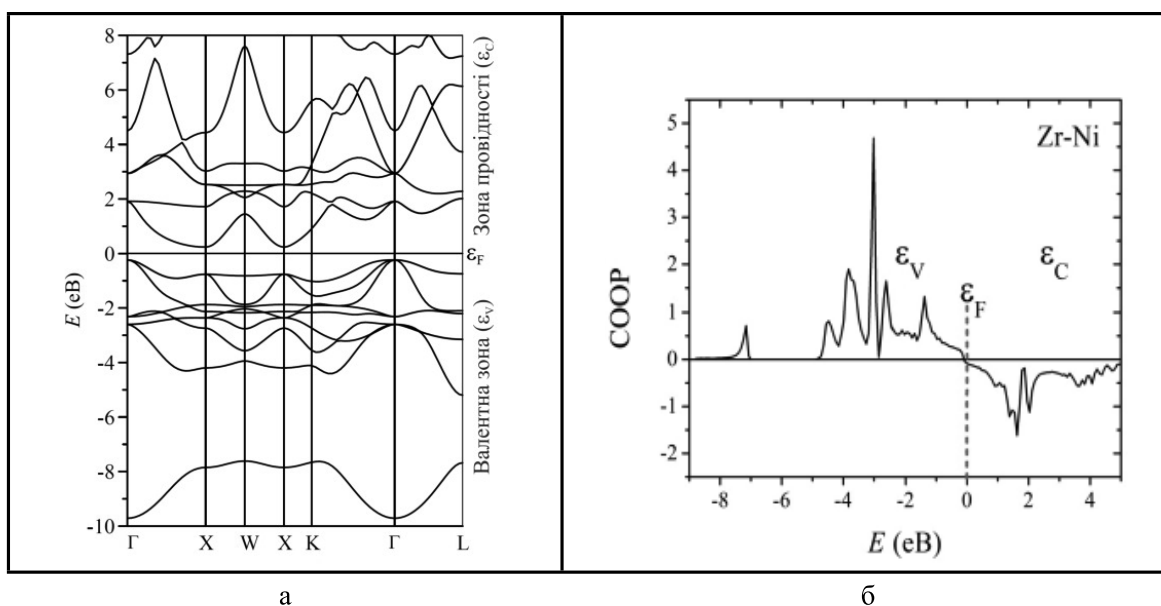 8
6
4
2
0
-2
-4
-6
-8
-10
E (eB)
Γ X W X K Γ L
Зона провідності (εC)
εF
Валентна зона (εV)
5
4
3
2
1
0
-1
-2
COOP
Zr-Ni
εV
εF
εC
-8 -6 -4 -2 0 2 4
E (eB)
а
б